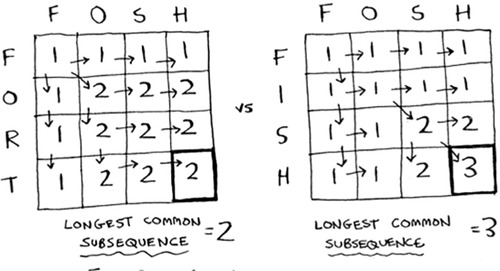 F O S H
F 1 → 1 → 1 → 1
O 1 2 → 2 → 2
R 1 2 → 2 → 2
T 1 2 → 2 → 2
LONGEST COMMON
SUBSEQUENCE = 2
vs
F O S H
F 1 → 1 → 1 → 1
I 1 → 1 → 1 → 1
S 1 → 1 2 → 2
H 1 → 1 2 3
LONGEST COMMON
SUBSEQUENCE = 3